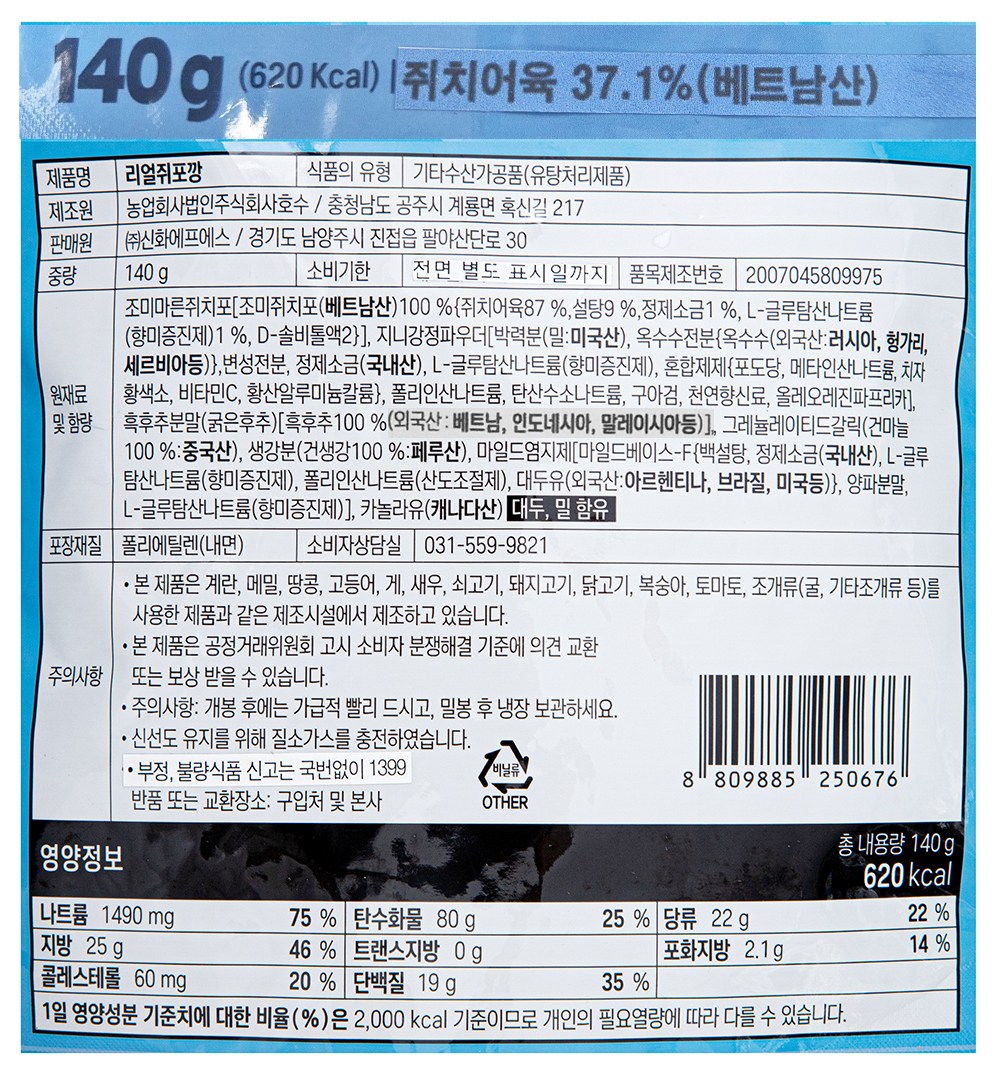 140 g (620 Kcal) | 쥐치어육 37.1%(베트남산)
제품명 리얼쥐포깡 식품의 유형 기타수산가공품(유탕처리제품)
제조원 농업회사법인주식회사호수 / 충청남도 공주시 계룡면 혹신길 217
판매원 ㈜신화에프에스 / 경기도 남양주시 진접읍 팔야산단로 30
중량 140 g 소비기한 전면 별도 표시일까지 품목제조번호 2007045809975
원재료 및 함량
조미마른쥐치포[조미쥐치포(베트남산)100 %{쥐치어육87 %,설탕9 %,정제소금1 %, L-글루탐산나트륨
(향미증진제)1 %, D-솔비톨액2}], 지니강정파우더[박력분(밀:미국산), 옥수수전분{옥수수(외국산:러시아, 헝가리,
세르비아등)},변성전분, 정제소금(국내산), L-글루탐산나트륨(향미증진제), 혼합제제{포도당, 메타인산나트륨, 치자
황색소, 비타민C, 황산알루미늄칼륨}, 폴리인산나트륨, 탄산수소나트륨, 구아검, 천연향신료, 올레오레진파프리카],
흑후추분말(굵은후추)[흑후추100 %(외국산: 베트남, 인도네시아, 말레이시아등)], 그레뉼레이티드갈릭(건마늘
100 %:중국산), 생강분(건생강100 %:페루산), 마일드염지제[마일드베이스-F{백설탕, 정제소금(국내산), L-글루
탐산나트륨(향미증진제), 폴리인산나트륨(산도조절제), 대두유(외국산:아르헨티나, 브라질, 미국등)}, 양파분말,
L-글루탐산나트륨(향미증진제)], 카놀라유(캐나다산) 대두, 밀 함유
포장재질 폴리에틸렌(내면) 소비자상담실 031-559-9821
주의사항
• 본 제품은 계란, 메밀, 땅콩, 고등어, 게, 새우, 쇠고기, 돼지고기, 닭고기, 복숭아, 토마토, 조개류(굴, 기타조개류 등)를
사용한 제품과 같은 제조시설에서 제조하고 있습니다.
• 본 제품은 공정거래위원회 고시 소비자 분쟁해결 기준에 의견 교환
또는 보상 받을 수 있습니다.
• 주의사항: 개봉 후에는 가급적 빨리 드시고, 밀봉 후 냉장 보관하세요.
• 신선도 유지를 위해 질소가스를 충전하였습니다.
• 부정, 불량식품 신고는 국번없이 1399
반품 또는 교환장소: 구입처 및 본사
비닐류
OTHER
8 809885 250676
영양정보
총 내용량 140 g
620 kcal
나트륨 1490 mg 75 % 탄수화물 80 g 25 % 당류 22 g 22 %
지방 25 g 46 % 트랜스지방 0 g 포화지방 2.1 g 14 %
콜레스테롤 60 mg 20 % 단백질 19 g 35 %
1일 영양성분 기준치에 대한 비율(%)은 2,000 kcal 기준이므로 개인의 필요열량에 따라 다를 수 있습니다.